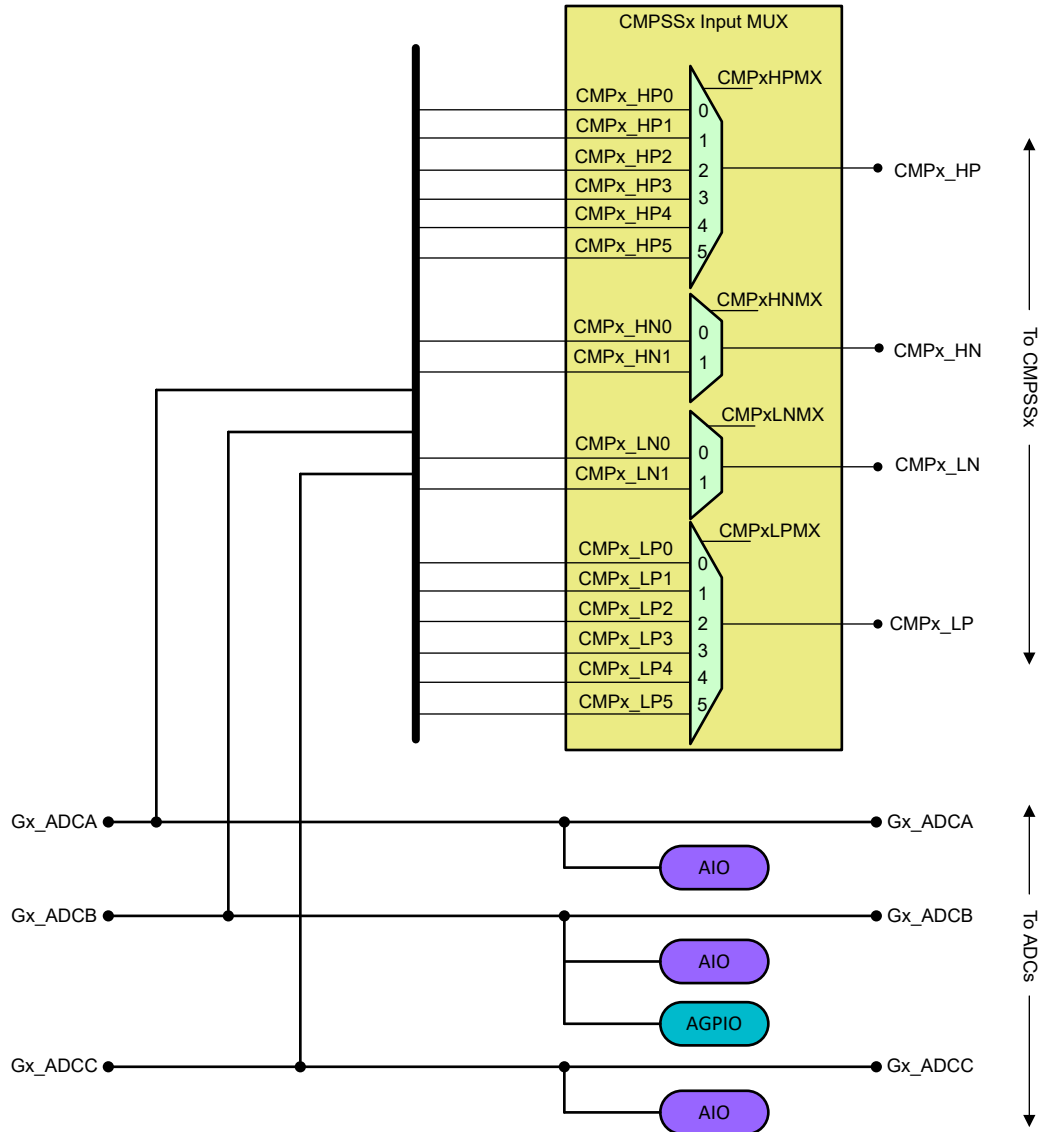 CMPSSx Input MUX
CMPxHPMX
CMPx_HP0
0
CMPx_HP1
1
CMPx_HP2
2
CMPx_HP
CMPx_HP3
3
CMPx_HP4
4
CMPx_HP5
5
CMPxHNMX
CMPx_HN0
0
CMPx_HN
CMPx_HN1
1
To CMPSSx
CMPxLNMX
CMPx_LN0
0
CMPx_LN
CMPx_LN1
1
CMPxLPMX
CMPx_LP0
0
CMPx_LP1
1
CMPx_LP2
2
CMPx_LP
CMPx_LP3
3
CMPx_LP4
4
CMPx_LP5
5
Gx_ADCA
Gx_ADCA
AIO
Gx_ADCB
Gx_ADCB
AIO
To ADCs
AGPIO
Gx_ADCC
Gx_ADCC
AIO